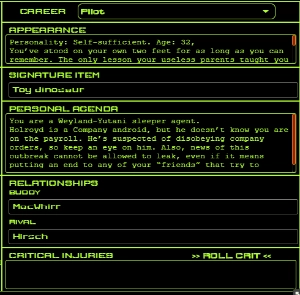 CAREER Pilot
APPEARANCE
Personality: Self-sufficient. Age: 32,
You've stood on your own two feet for as long as you can
remember. The only lesson your useless parents taught you
SIGNATURE ITEM
Toy dinosaur
PERSONAL AGENDA
You are a Weyland-Yutani sleeper agent.
Holroyd is a Company android, but he doesn't know you are
on the payroll. He's suspected of disobeying company
orders, so keep an eye on him. Also, news of this
outbreak cannot be allowed to leak, even if it means
putting an end to any of your "friends" that try to
RELATIONSHIPS
BUDDY
MacWhirr
RIVAL
Hirsch
CRITICAL INJURIES >> ROLL CRIT <<